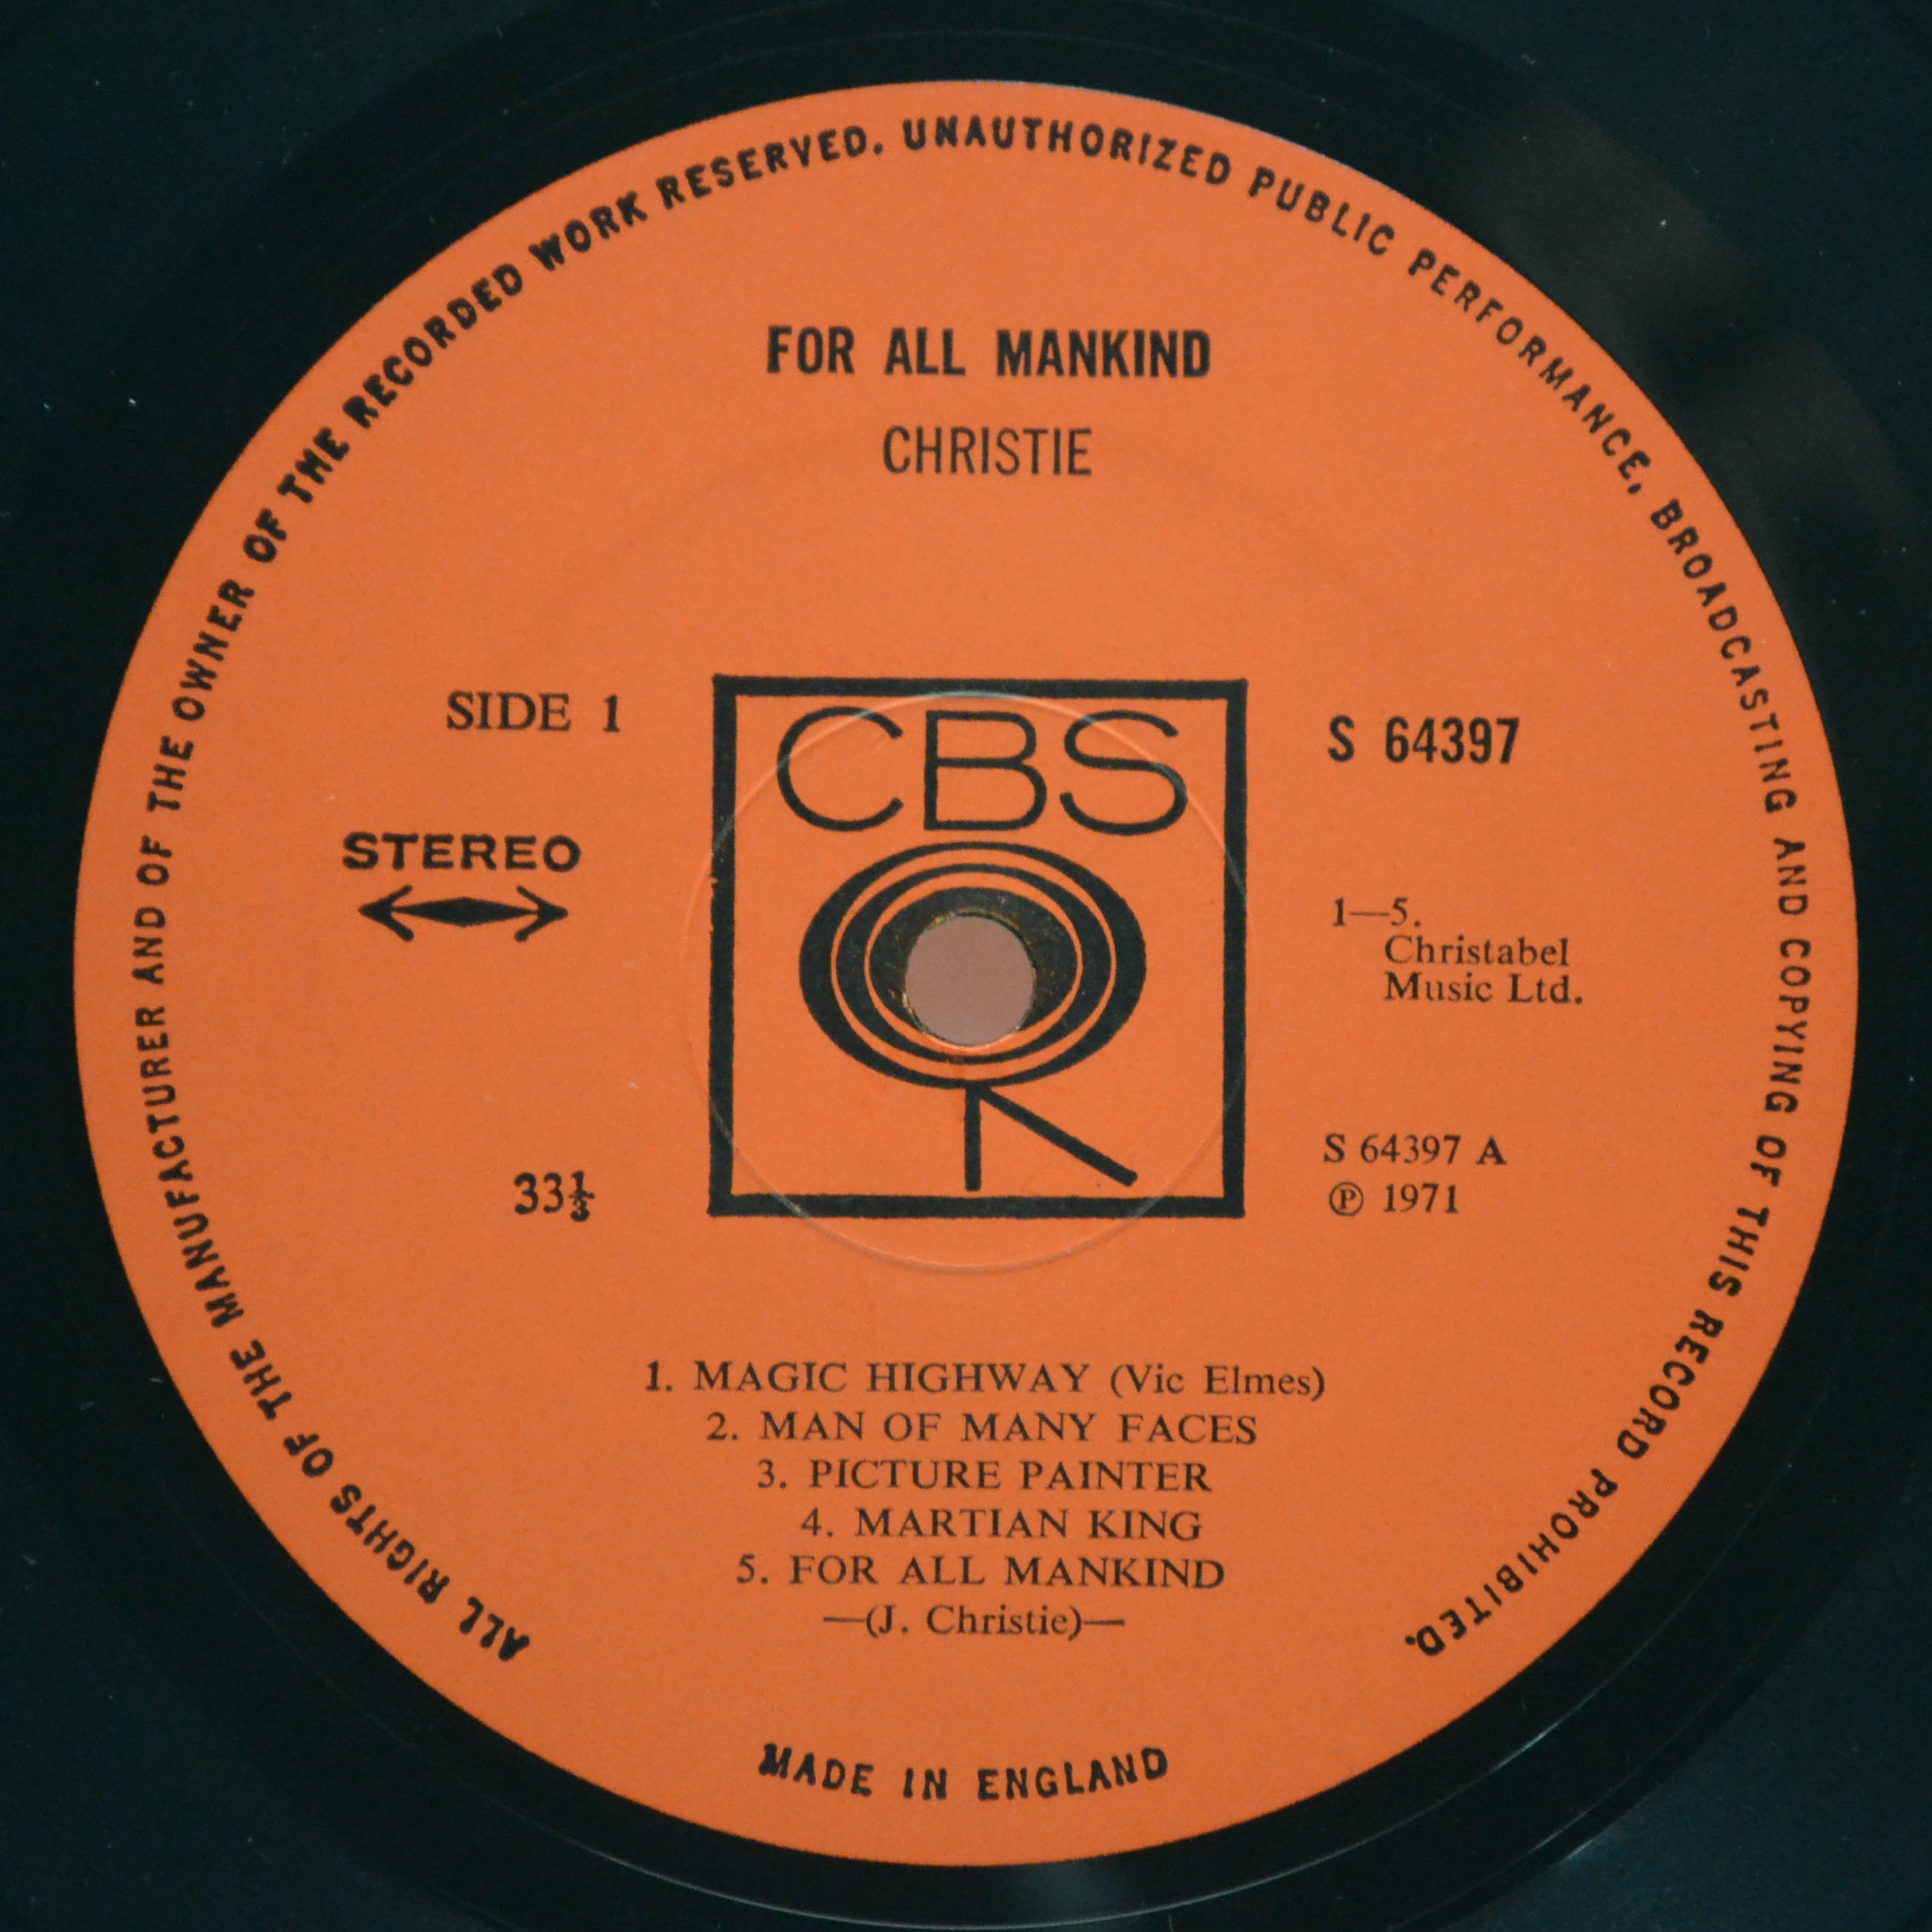 ALL RIGHTS OF THE MANUFACTURER AND OF THE OWNER OF THE RECORDED WORK RESERVED. UNAUTHORIZED PUBLIC PERFORMANCE, BROADCASTING AND COPYING OF THIS RECORD PROHIBITED.
FOR ALL MANKIND
CHRISTIE
SIDE 1
STEREO
33⅓
CBS
S 64397
1—5.
Christabel
Music Ltd.
S 64397 A
Ⓟ 1971
1. MAGIC HIGHWAY (Vic Elmes)
2. MAN OF MANY FACES
3. PICTURE PAINTER
4. MARTIAN KING
5. FOR ALL MANKIND
—(J. Christie)—
MADE IN ENGLAND